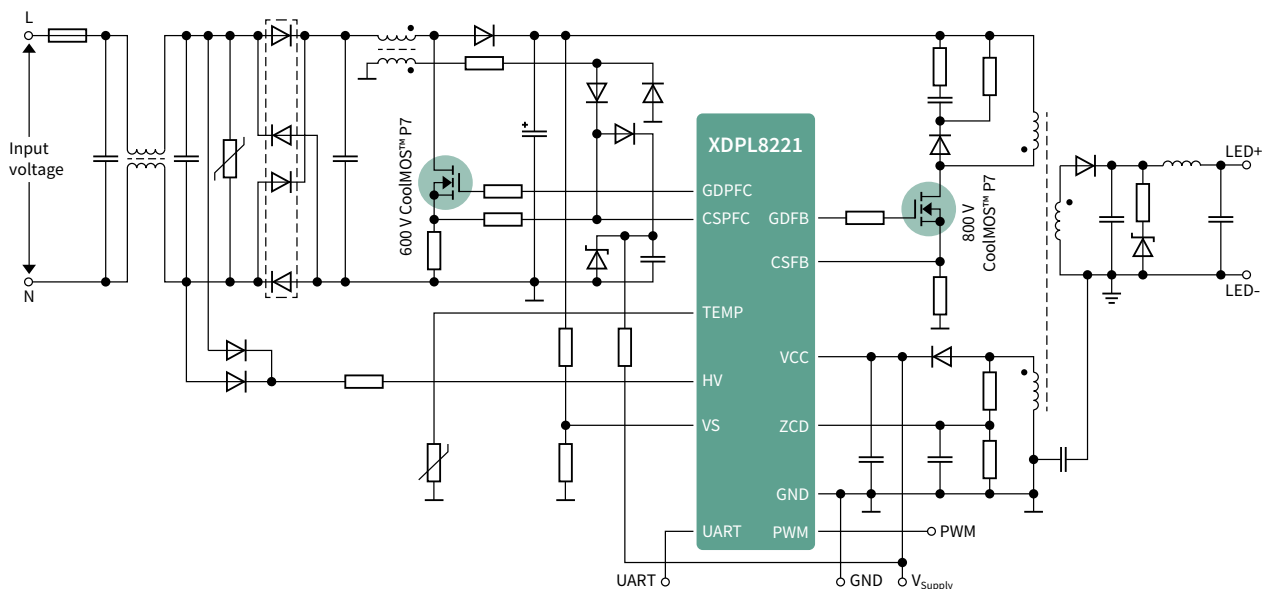 L
Input
voltage
N
600 V CoolMOS™ P7
XDPL8221
GDPFC
CSPFC
GDFB
CSFB
TEMP
VCC
HV
VS
ZCD
GND
UART
PWM
800 V
CoolMOS™ P7
LED+
LED-
PWM
UART
GND
VSupply